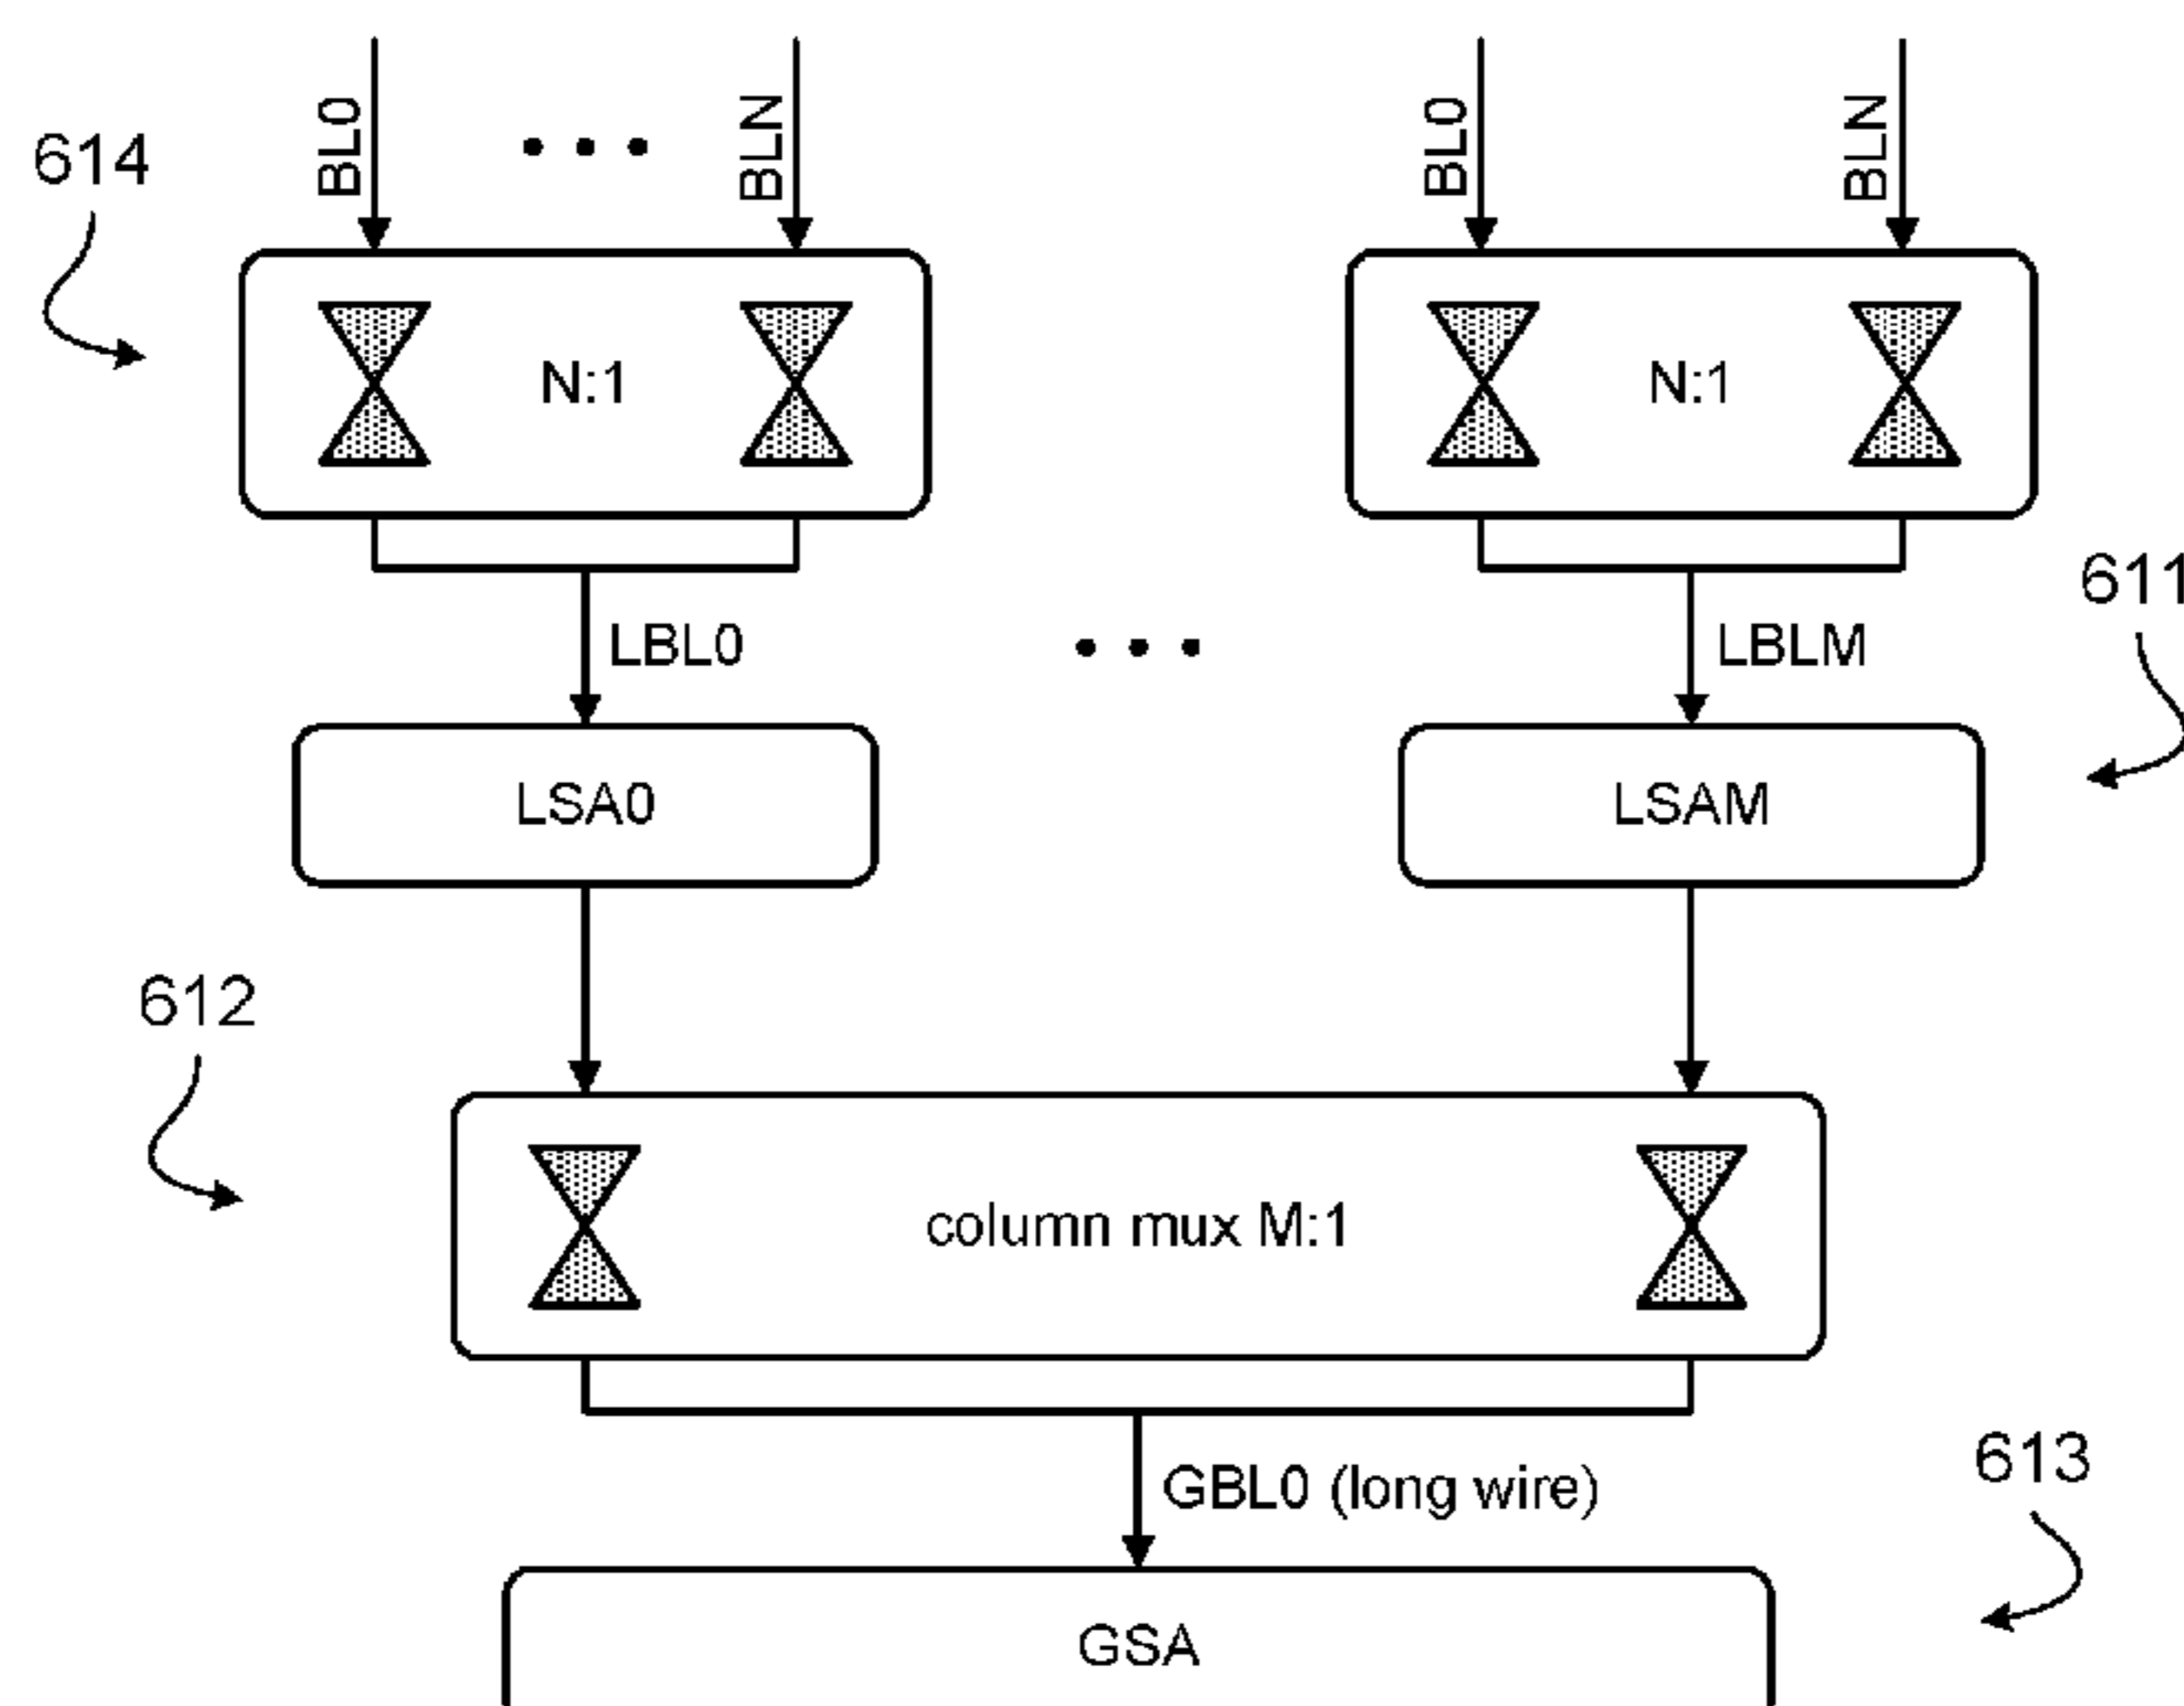 BL0
BLN
BL0
BLN
614
N:1
N:1
611
LBL0
LBLM
LSA0
LSAM
612
column mux M:1
GBL0 (long wire)
613
GSA